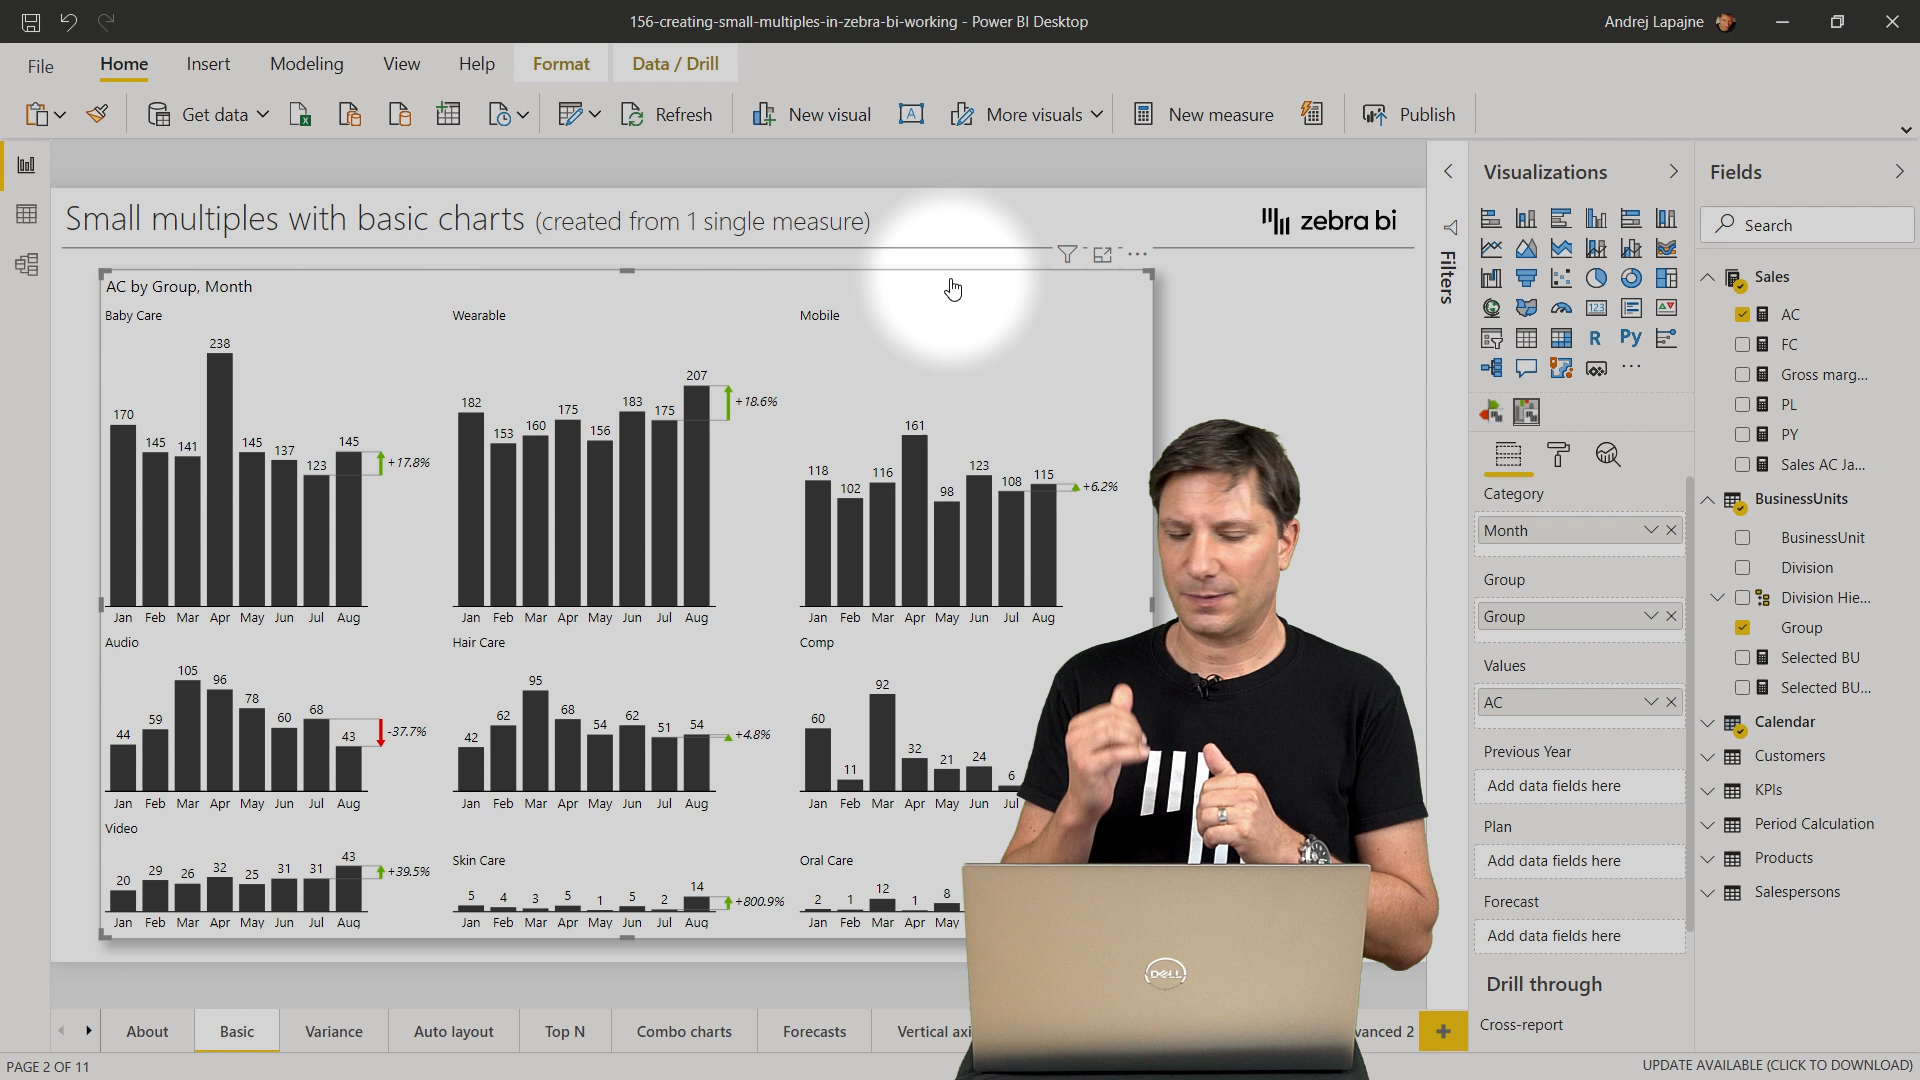 156-creating-small-multiples-in-zebra-bi-working - Power BI Desktop
Andrej Lapajne
File Home Insert Modeling View Help Format Data / Drill
Get data Refresh New visual More visuals New measure Publish
Small multiples with basic charts (created from 1 single measure)
zebra bi
AC by Group, Month
Baby Care
170 145 141 238 145 137 123 145 +17.8%
Jan Feb Mar Apr May Jun Jul Aug
Wearable
182 153 160 175 156 183 175 207 +18.6%
Jan Feb Mar Apr May Jun Jul Aug
Mobile
118 102 116 161 98 123 108 115 +6.2%
Jan Feb Mar Apr May Jun Jul Aug
Audio
44 59 105 96 78 60 68 43 -37.7%
Jan Feb Mar Apr May Jun Jul Aug
Hair Care
42 62 95 68 54 62 51 54 +4.8%
Jan Feb Mar Apr May Jun Jul Aug
Comp
60 11 92 32 21 24 6
Jan Feb Mar Apr May Jun Jul
Video
20 29 26 32 25 31 31 43 +39.5%
Jan Feb Mar Apr May Jun Jul Aug
Skin Care
5 4 3 5 1 5 2 14 +800.9%
Jan Feb Mar Apr May Jun Jul Aug
Oral Care
2 1 12 1 8
Jan Feb Mar Apr May
DELL
Filters
Visualizations
123
R Py
Category
Month
Group
Group
Values
AC
Previous Year
Add data fields here
Plan
Add data fields here
Forecast
Add data fields here
Drill through
Cross-report
Fields
Search
Sales
AC
FC
Gross marg...
PL
PY
Sales AC Ja...
BusinessUnits
BusinessUnit
Division
Division Hie...
Group
Selected BU
Selected BU...
Calendar
Customers
KPIs
Period Calculation
Products
Salespersons
About Basic Variance Auto layout Top N Combo charts Forecasts Vertical axi vanced 2 +
PAGE 2 OF 11
UPDATE AVAILABLE (CLICK TO DOWNLOAD)